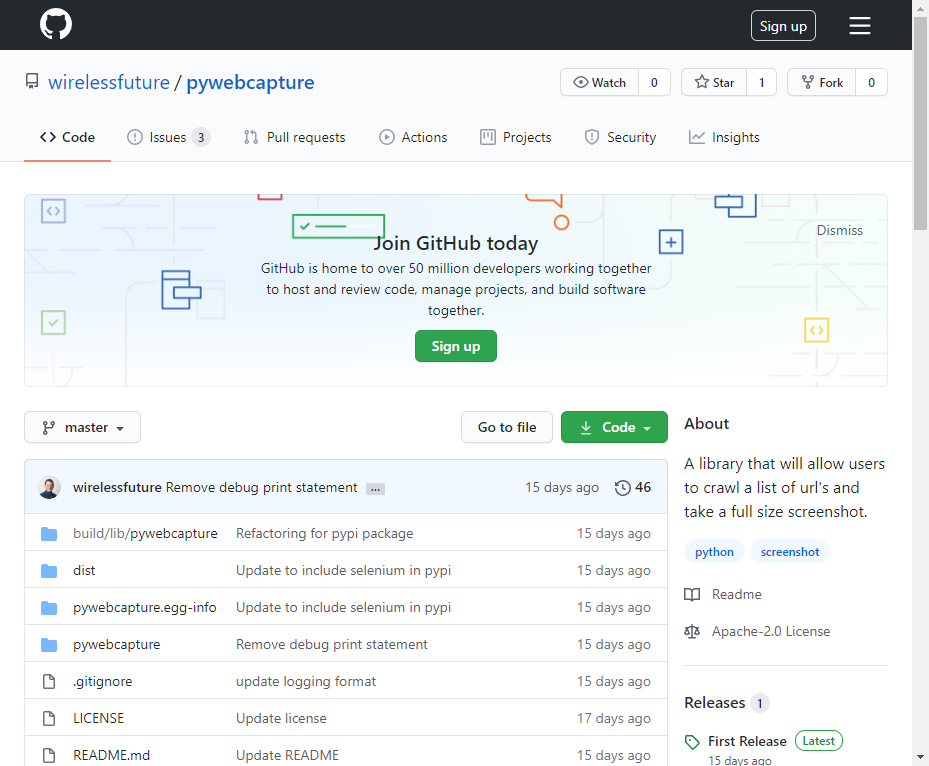 Sign up
wirelessfuture / pywebcapture
Watch 0 Star 1 Fork 0
Code Issues 3 Pull requests Actions Projects Security Insights
Dismiss
Join GitHub today
GitHub is home to over 50 million developers working together
to host and review code, manage projects, and build software
together.
Sign up
master Go to file Code
wirelessfuture Remove debug print statement ... 15 days ago 46
build/lib/pywebcapture Refactoring for pypi package 15 days ago
dist Update to include selenium in pypi 15 days ago
pywebcapture.egg-info Update to include selenium in pypi 15 days ago
pywebcapture Remove debug print statement 15 days ago
.gitignore update logging format 15 days ago
LICENSE Update license 17 days ago
README.md Update README 15 days ago
About
A library that will allow users
to crawl a list of url's and
take a full size screenshot.
python screenshot
Readme
Apache-2.0 License
Releases 1
First Release Latest
15 days ago